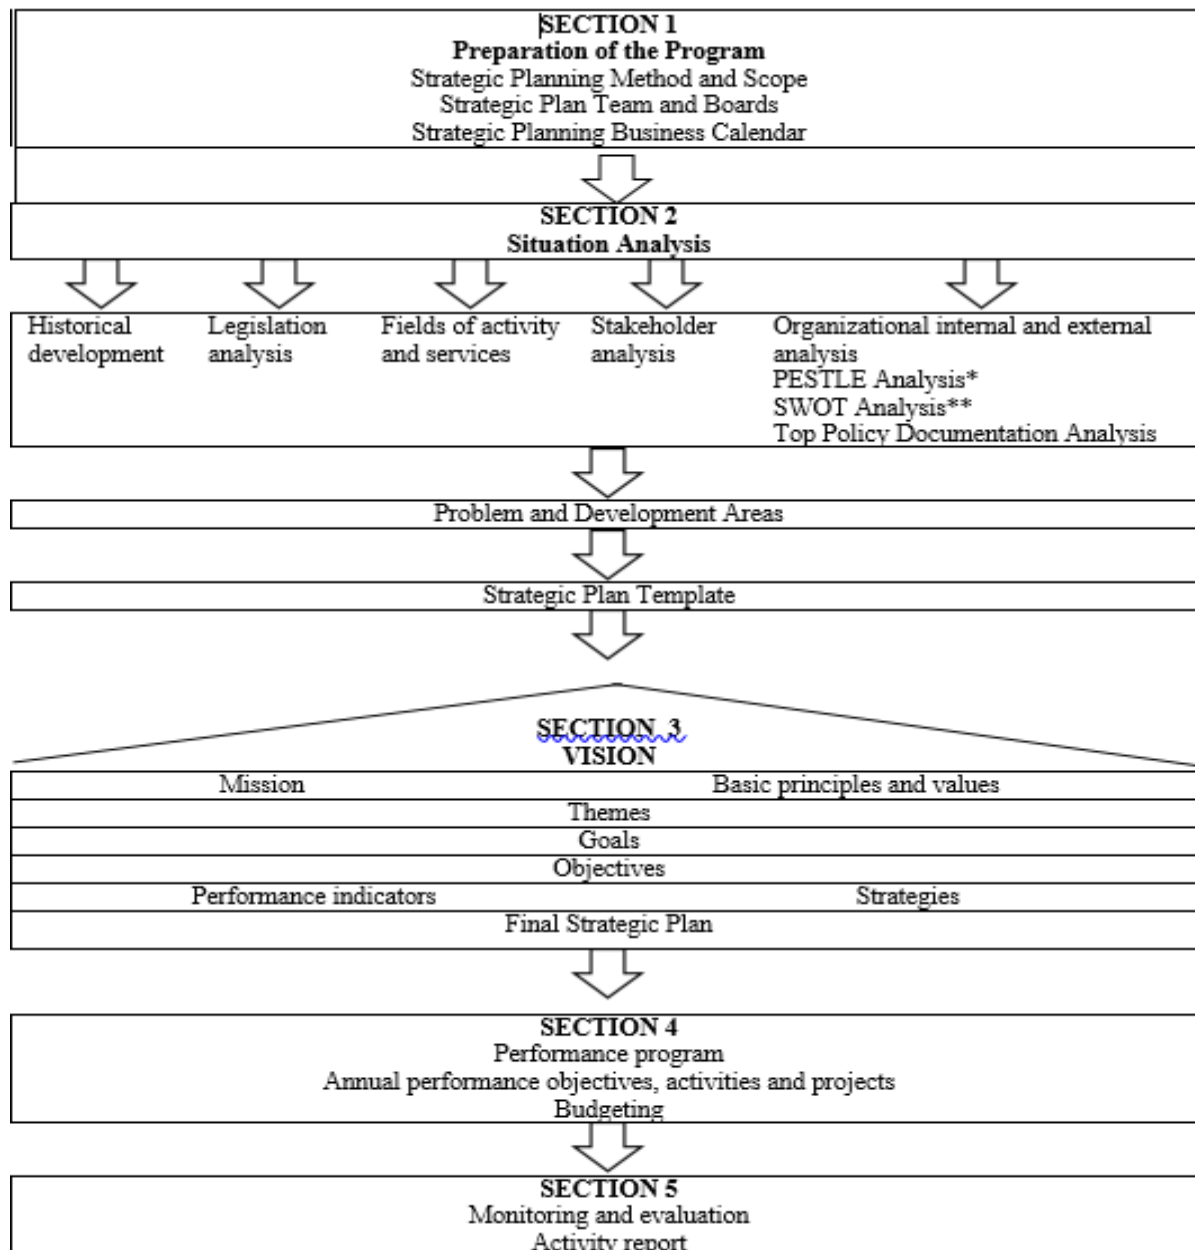 SECTION 1
Preparation of the Program
Strategic Planning Method and Scope
Strategic Plan Team and Boards
Strategic Planning Business Calendar
SECTION 2
Situation Analysis
Historical
development
Legislation
analysis
Fields of activity
and services
Stakeholder
analysis
Organizational internal and external
analysis
PESTLE Analysis*
SWOT Analysis**
Top Policy Documentation Analysis
Problem and Development Areas
Strategic Plan Template
SECTION 3
VISION
Mission
Basic principles and values
Themes
Goals
Objectives
Performance indicators
Strategies
Final Strategic Plan
SECTION 4
Performance program
Annual performance objectives, activities and projects
Budgeting
SECTION 5
Monitoring and evaluation
Activity report